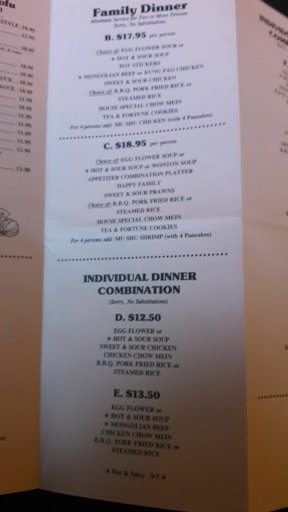 Family Dinner
Minimum Service for Two or More Persons
Sorry, No Substitutions
B. $17.95 per person
Choice of: EGG FLOWER SOUR or
★ HOT & SOUR SOUP
POT STICKERS
★ MONGOLIAN BEEF or KUNG PAO CHICKEN
SWEET & SOUR CHICKEN
Choice of: B.B.Q. PORK FRIED RICE or
STEAMED RICE
HOUSE SPECIAL CHOW MEIN
TEA & FORTUNE COOKIES
For 4 persons add: MU SHU CHICKEN (with 4 Pancakes)
C. $18.95 per person
Choice of: EGG FLOWER SOUP or
★ HOT & SOUR SOUP or WONTON SOUP
APPETIZER COMBINATION PLATTER
HAPPY FAMILY
SWEET & SOUR PRAWNS
Choice of: B.B.Q. PORK FRIED RICE or
STEAMED RICE
HOUSE SPECIAL CHOW MEIN
TEA & FORTUNE COOKIES
For 4 persons add: MU SHU SHRIMP (with 4 Pancakes)
INDIVIDUAL DINNER
COMBINATION
(Sorry, No Substitutions)
D. $12.50
EGG FLOWER or
★ HOT & SOUR SOUP
SWEET & SOUR CHICKEN
CHICKEN CHOW MEIN
B.B.Q. PORK FRIED RICE or
STEAMED RICE
E. $13.50
EGG FLOWER or
★ HOT & SOUR SOUP
★ MONGOLIAN BEEF
CHICKEN CHOW MEIN
B.B.Q. PORK FRIED RICE or
STEAMED RICE
★ Hot & Spicy